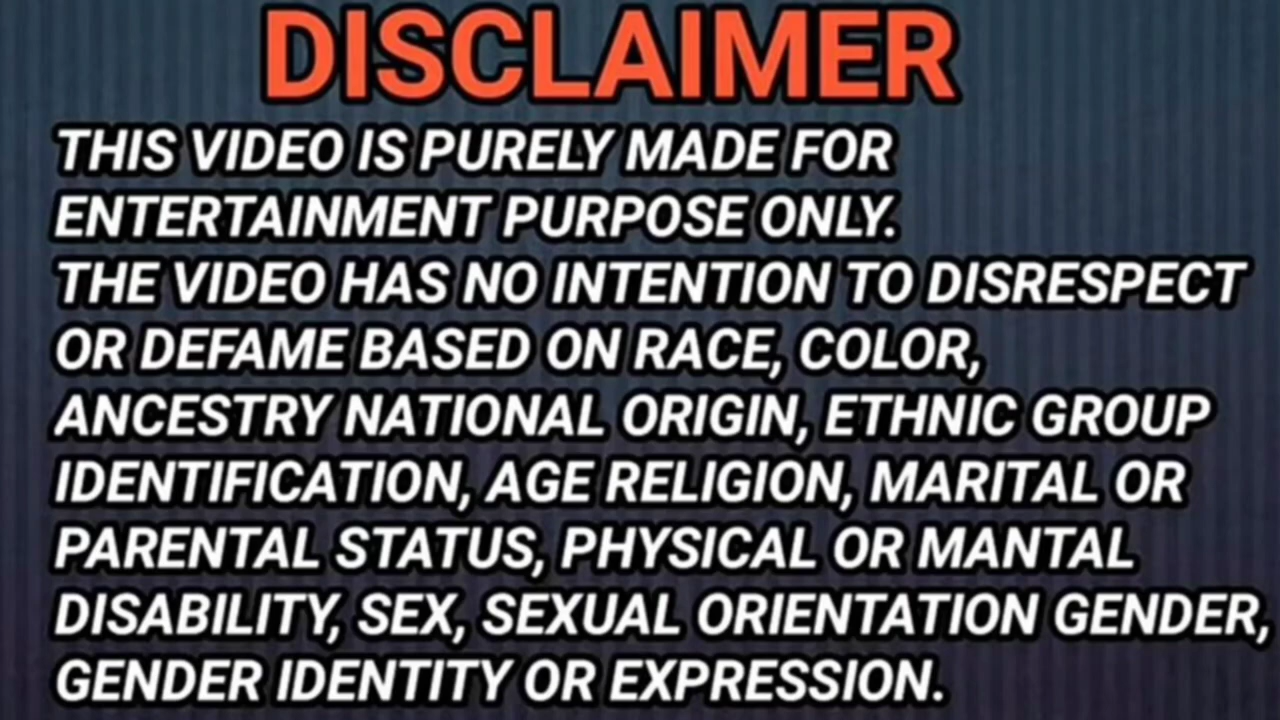 DISCLAIMER
THIS VIDEO IS PURELY MADE FOR
ENTERTAINMENT PURPOSE ONLY.
THE VIDEO HAS NO INTENTION TO DISRESPECT
OR DEFAME BASED ON RACE, COLOR,
ANCESTRY NATIONAL ORIGIN, ETHNIC GROUP
IDENTIFICATION, AGE RELIGION, MARITAL OR
PARENTAL STATUS, PHYSICAL OR MANTAL
DISABILITY, SEX, SEXUAL ORIENTATION GENDER,
GENDER IDENTITY OR EXPRESSION.